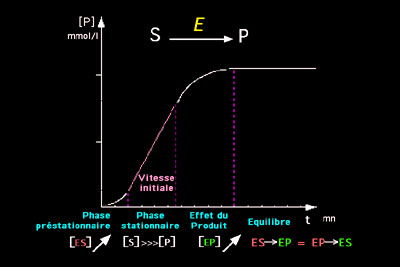 [P]
mmol/l
S E P
Vitesse
initiale
t mn
Phase
préstationnaire
Phase
stationnaire
Effet du
Produit
Equilibre
[ES]
[S]>>>[P]
[EP]
ES→EP = EP→ES